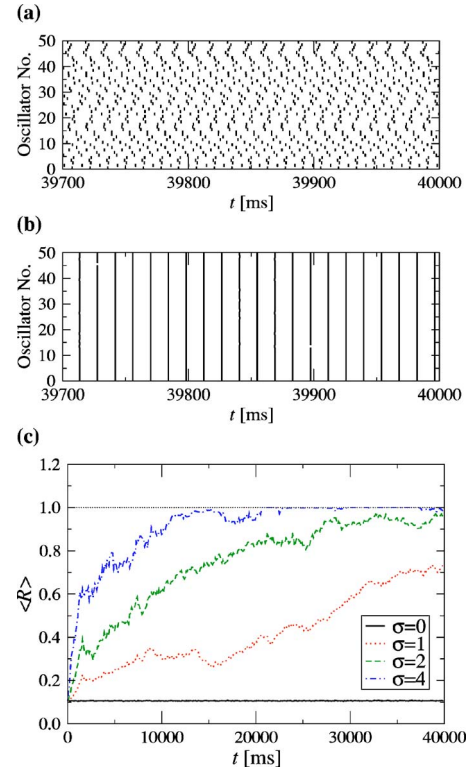 (a)
50
40
30
20
10
0
Oscillator No.
39700 39800 39900 40000
t [ms]
(b)
50
40
30
20
10
0
Oscillator No.
39700 39800 39900 40000
t [ms]
(c)
1.2
1.0
0.8
0.6
0.4
0.2
0.0
<R>
σ=0
σ=1
σ=2
σ=4
0 10000 20000 30000 40000
t [ms]